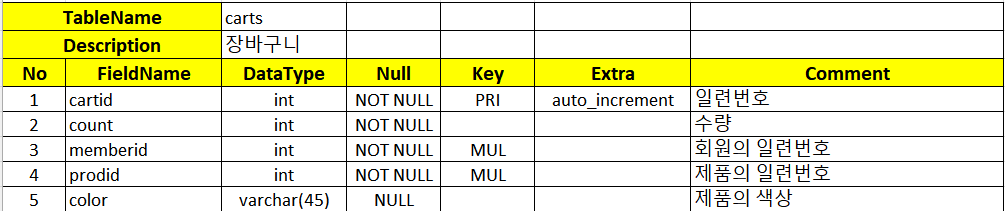 TableName carts
Description 장바구니
No FieldName DataType Null Key Extra Comment
1 cartid int NOT NULL PRI auto_increment 일련번호
2 count int NOT NULL 수량
3 memberid int NOT NULL MUL 회원의 일련번호
4 prodid int NOT NULL MUL 제품의 일련번호
5 color varchar(45) NULL 제품의 색상